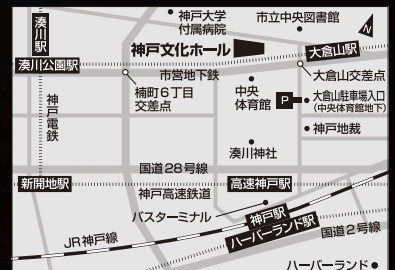 湊川駅
神戸大学
付属病院
市立中央図書館
N
神戸文化ホール
大倉山駅
湊川公園駅
市営地下鉄
大倉山交差点
楠町6丁目
交差点
中央
体育館
P
大倉山駐車場入口
(中央体育館地下)
神戸電鉄
神戸地裁
湊川神社
国道28号線
新開地駅
高速神戸駅
神戸高速鉄道
バスターミナル
神戸駅
ハーバーランド駅
国道2号線
JR神戸線
ハーバーランド